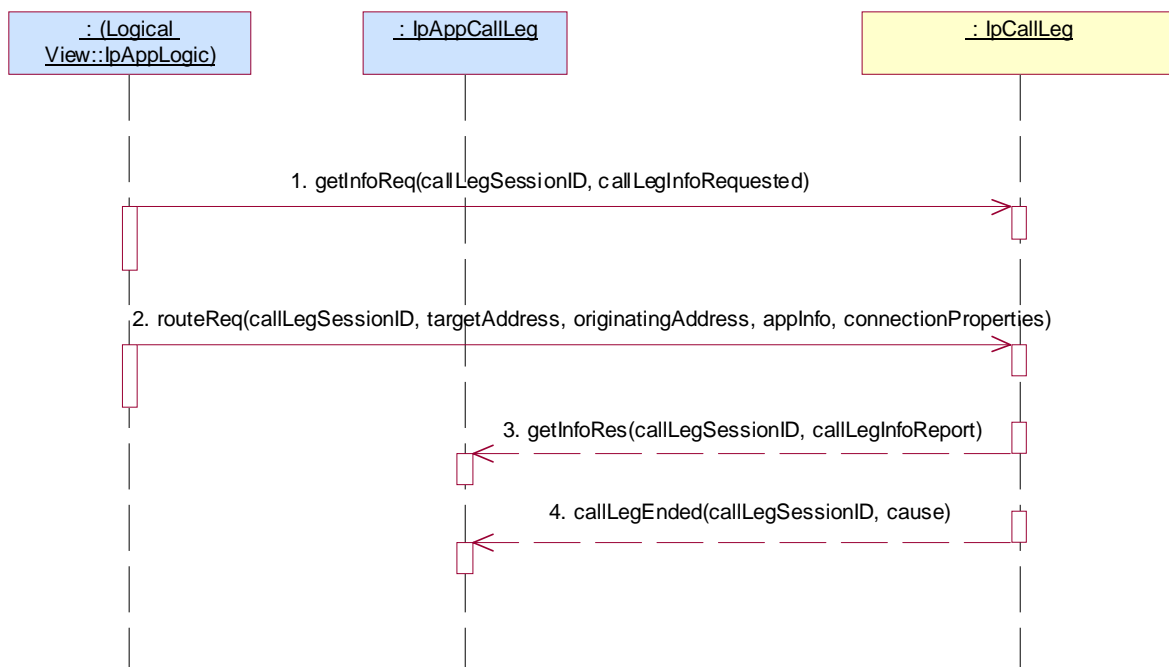 : (Logical
View::IpAppLogic)
: IpAppCallLeg
: IpCallLeg
1. getInfoReq(callLegSessionID, callLegInfoRequested)
2. routeReq(callLegSessionID, targetAddress, originatingAddress, appInfo, connectionProperties)
3. getInfoRes(callLegSessionID, callLegInfoReport)
4. callLegEnded(callLegSessionID, cause)